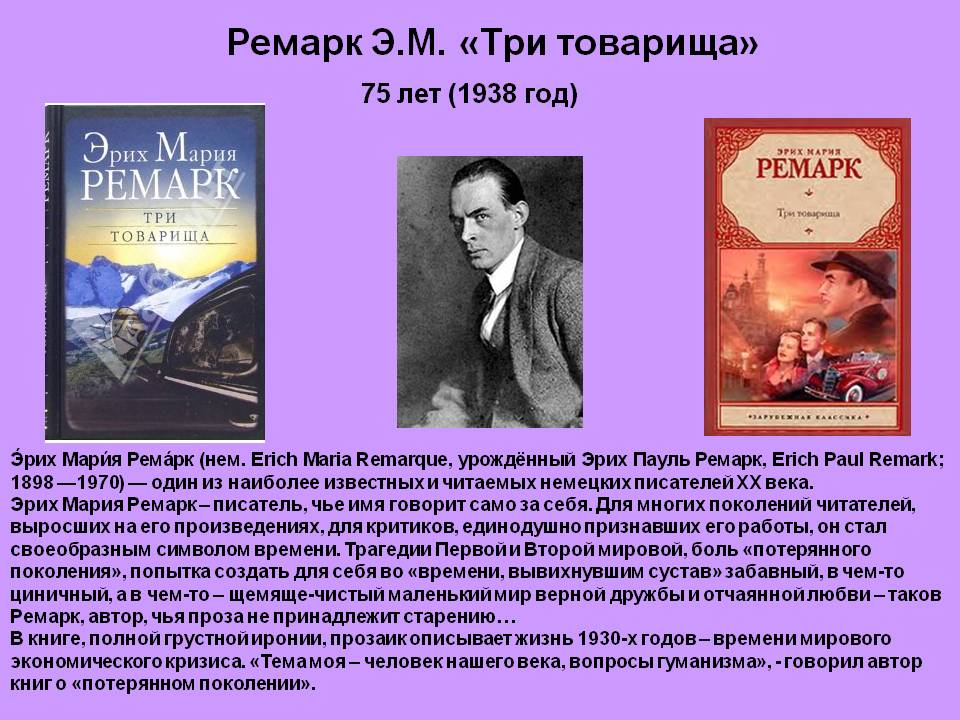 Ремарк Э.М. «Три товарища»
75 лет (1938 год)
Эрих Мария
РЕМАРК
ТРИ
ТОВАРИЩА
РЕМАРК
ЭРИХ МАРИЯ
РЕМАРК
Три товарища
ЗАРУБЕЖНАЯ КЛАССИКА
Э́рих Мари́я Рема́рк (нем. Erich Maria Remarque, урождённый Эрих Пауль Ремарк, Erich Paul Remark;
1898 —1970) — один из наиболее известных и читаемых немецких писателей XX века.
Эрих Мария Ремарк – писатель, чье имя говорит само за себя. Для многих поколений читателей,
выросших на его произведениях, для критиков, единодушно признавших его работы, он стал
своеобразным символом времени. Трагедии Первой и Второй мировой, боль «потерянного
поколения», попытка создать для себя во «времени, вывихнувшим сустав» забавный, в чем-то
циничный, а в чем-то – щемяще-чистый маленький мир верной дружбы и отчаянной любви – таков
Ремарк, автор, чья проза не принадлежит старению…
В книге, полной грустной иронии, прозаик описывает жизнь 1930-х годов – времени мирового
экономического кризиса. «Тема моя – человек нашего века, вопросы гуманизма», - говорил автор
книг о «потерянном поколении».